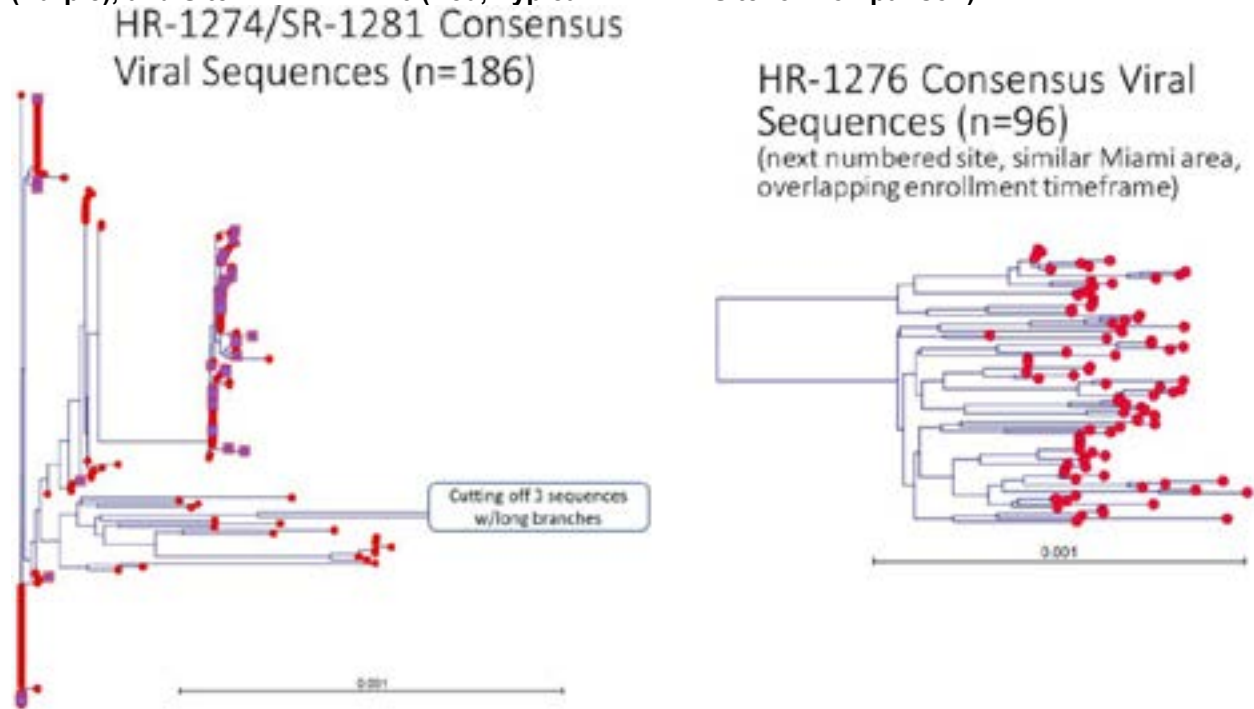 HR-1274/SR-1281 Consensus
Viral Sequences (n=186)
HR-1276 Consensus Viral
Sequences (n=96)
(next numbered site, similar Miami area,
overlapping enrollment timeframe)
Cutting off 3 sequences
w/long branches
0.001
0.001